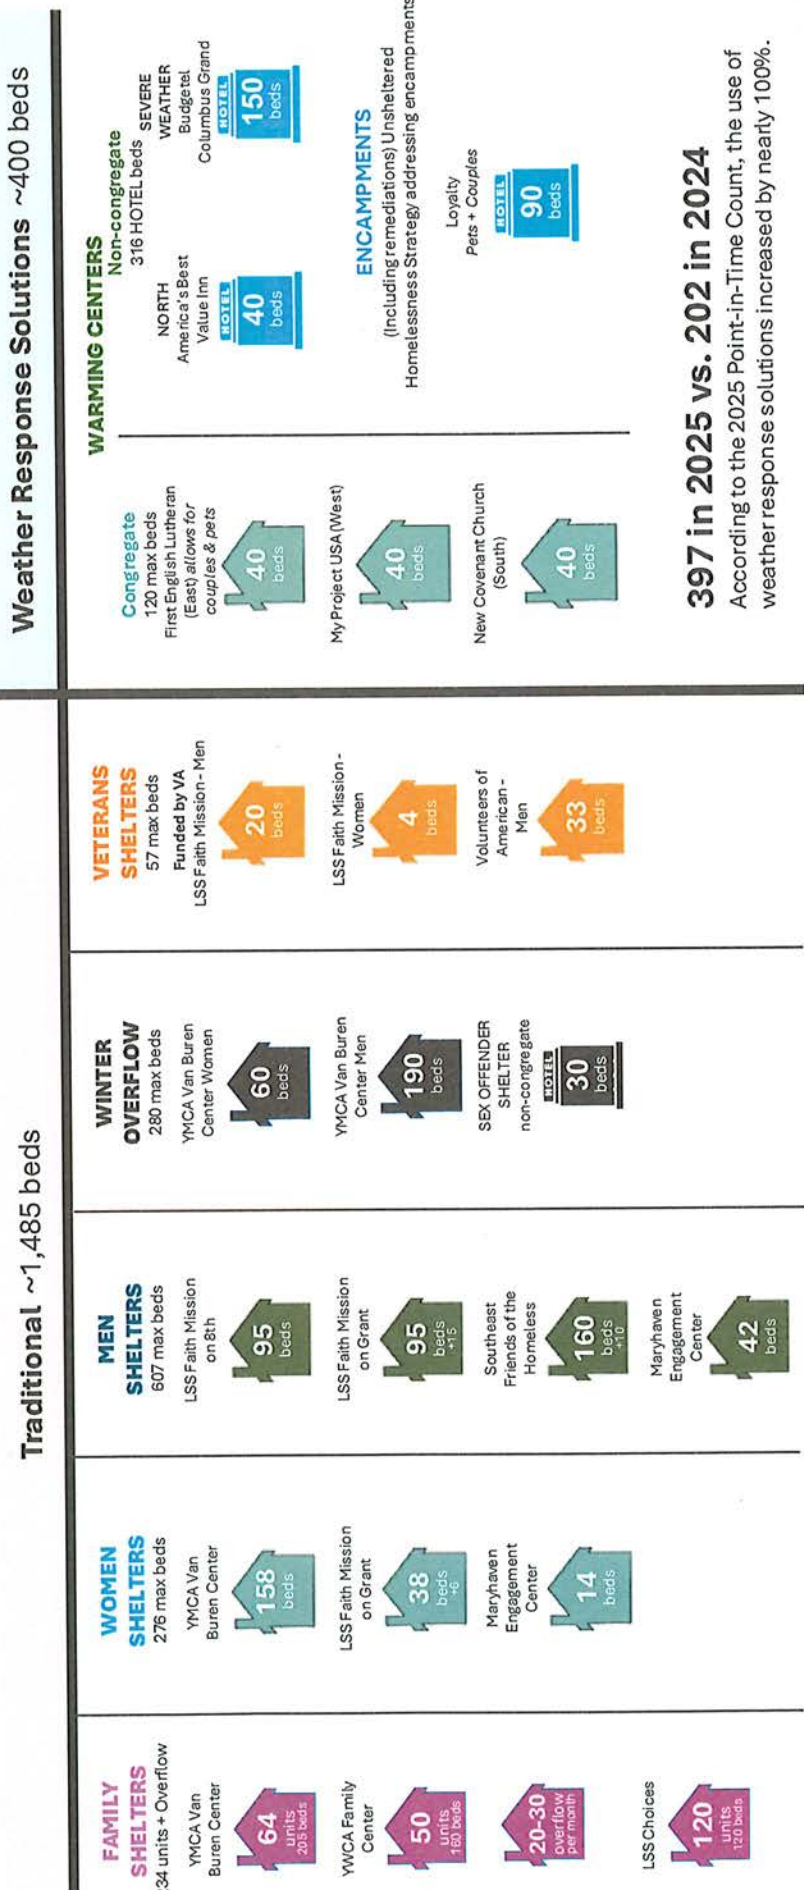 Traditional ~1,485 beds
FAMILY
SHELTERS
34 units + Overflow
YMCA Van
Buren Center
64
units
205 beds
YWCA Family
Center
50
units
160 beds
20-30
overflow
per month
LSS Choices
120
units
120 beds
WOMEN
SHELTERS
276 max beds
YMCA Van
Buren Center
158
beds
LSS Faith Mission
on Grant
38
beds
+6
Maryhaven
Engagement
Center
14
beds
MEN
SHELTERS
607 max beds
LSS Faith Mission
on 8th
95
beds
LSS Faith Mission
on Grant
95
beds
+15
Southeast
Friends of the
Homeless
160
beds
+10
Maryhaven
Engagement
Center
42
beds
WINTER
OVERFLOW
280 max beds
YMCA Van Buren
Center Women
60
beds
YMCA Van Buren
Center Men
190
beds
SEX OFFENDER
SHELTER
non-congregate
HOTEL
30
beds
VETERANS
SHELTERS
57 max beds
Funded by VA
LSS Faith Mission - Men
20
beds
LSS Faith Mission -
Women
4
beds
Volunteers of
American -
Men
33
beds
Weather Response Solutions ~400 beds
WARMING CENTERS
Congregate
120 max beds
First English Lutheran
(East) allows for
couples & pets
40
beds
My Project USA (West)
40
beds
New Covenant Church
(South)
40
beds
Non-congregate
316 HOTEL beds
NORTH
America's Best
Value Inn
HOTEL
40
beds
SEVERE
WEATHER
Budgetel
Columbus Grand
HOTEL
150
beds
ENCAMPMENTS
(Including remediations) Unsheltered
Homelessness Strategy addressing encampments
Loyalty
Pets + Couples
HOTEL
90
beds
397 in 2025 vs. 202 in 2024
According to the 2025 Point-in-Time Count, the use of
weather response solutions increased by nearly 100%.